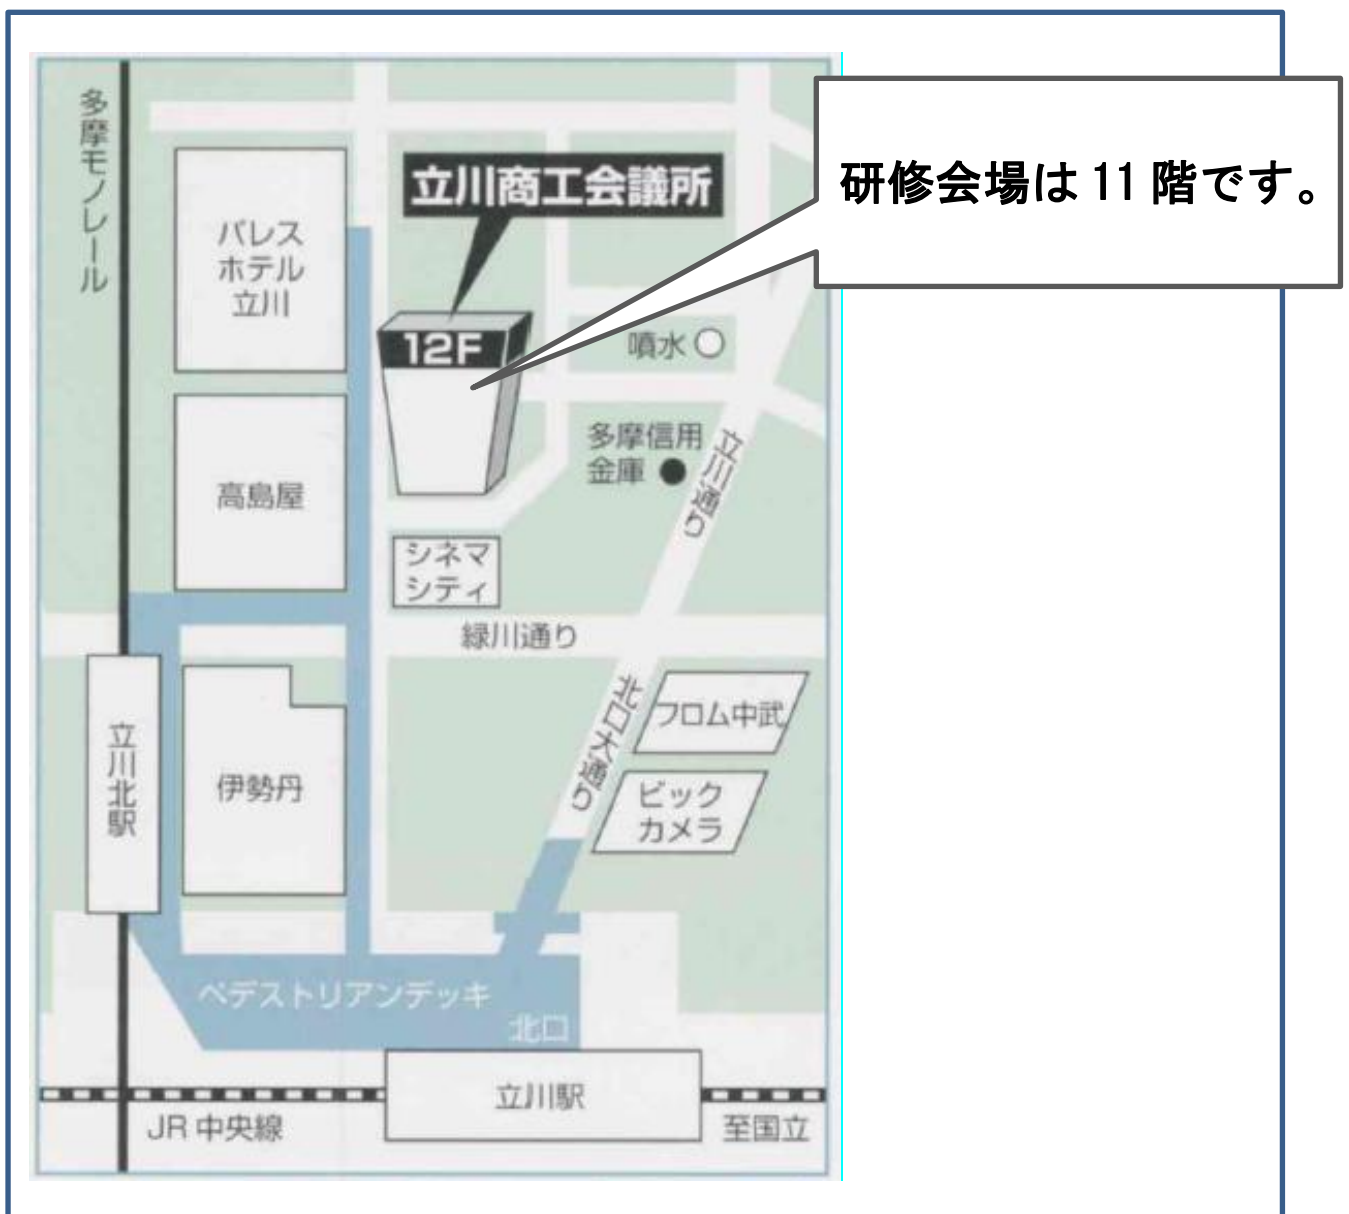 多摩モノレール
立川商工会議所
研修会場は 11 階です。
パレス
ホテル
立川
12F
噴水
多摩信用
金庫
立川通り
高島屋
シネマ
シティ
緑川通り
北口大通り
フロム中武
立川北駅
伊勢丹
ビック
カメラ
ペデストリアンデッキ
北口
立川駅
JR 中央線
至国立